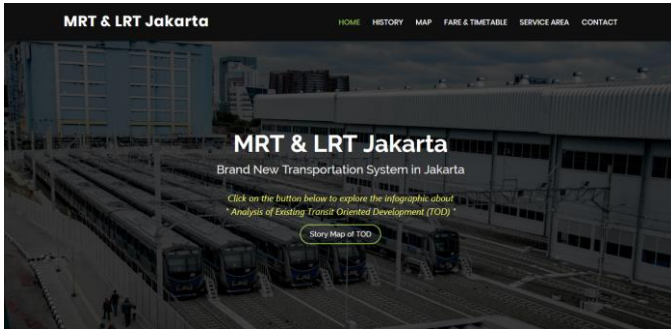 MRT & LRT Jakarta
HOME HISTORY MAP FARE & TIMETABLE SERVICE AREA CONTACT
MRT & LRT Jakarta
Brand New Transportation System in Jakarta
Click on the button below to explore the infographic about
" Analysis of Existing Transit Oriented Development (TOD) "
Story Map of TOD